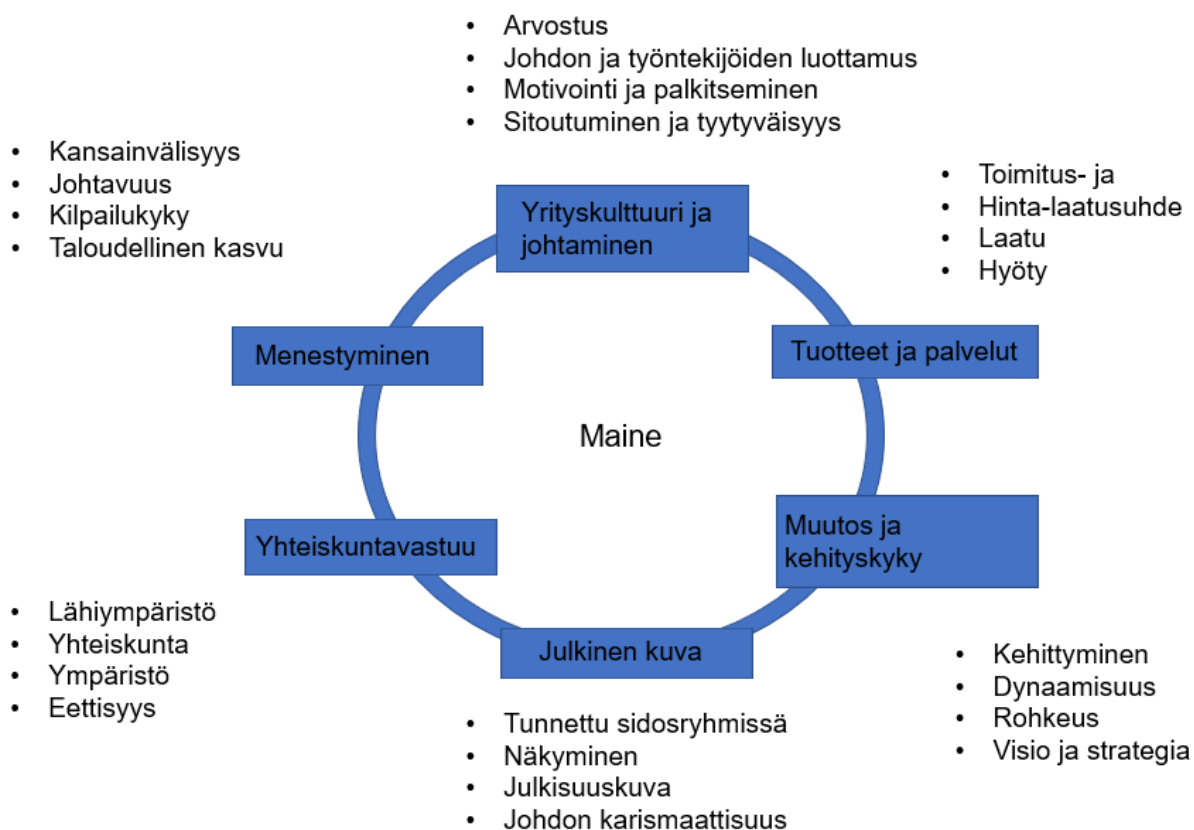 • Arvostus
• Johdon ja työntekijöiden luottamus
• Motivointi ja palkitseminen
• Sitoutuminen ja tyytyväisyys
• Kansainvälisyys
• Johtavuus
• Kilpailukyky
• Taloudellinen kasvu
Yrityskulttuuri ja
johtaminen
• Toimitus- ja
• Hinta-laatusuhde
• Laatu
• Hyöty
Menestyminen
Tuotteet ja palvelut
Maine
Yhteiskuntavastuu
Muutos ja
kehityskyky
• Lähiympäristö
• Yhteiskunta
• Ympäristö
• Eettisyys
Julkinen kuva
• Tunnettu sidosryhmissä
• Näkyminen
• Julkisuuskuva
• Johdon karismaattisuus
• Kehittyminen
• Dynaamisuus
• Rohkeus
• Visio ja strategia